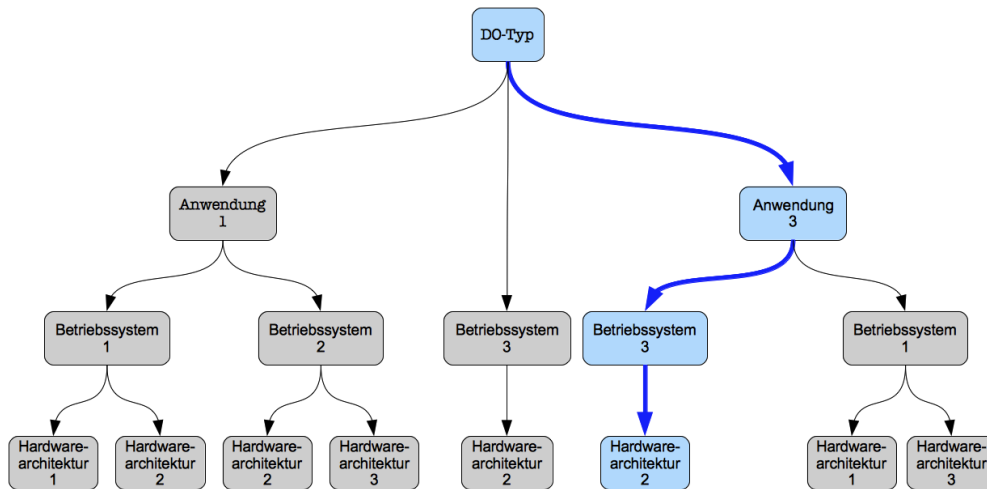 DO-Typ
Anwendung
1
Anwendung
3
Betriebssystem
1
Betriebssystem
2
Betriebssystem
3
Betriebssystem
3
Betriebssystem
1
Hardware-
architektur
1
Hardware-
architektur
2
Hardware-
architektur
2
Hardware-
architektur
3
Hardware-
architektur
2
Hardware-
architektur
2
Hardware-
architektur
1
Hardware-
architektur
3